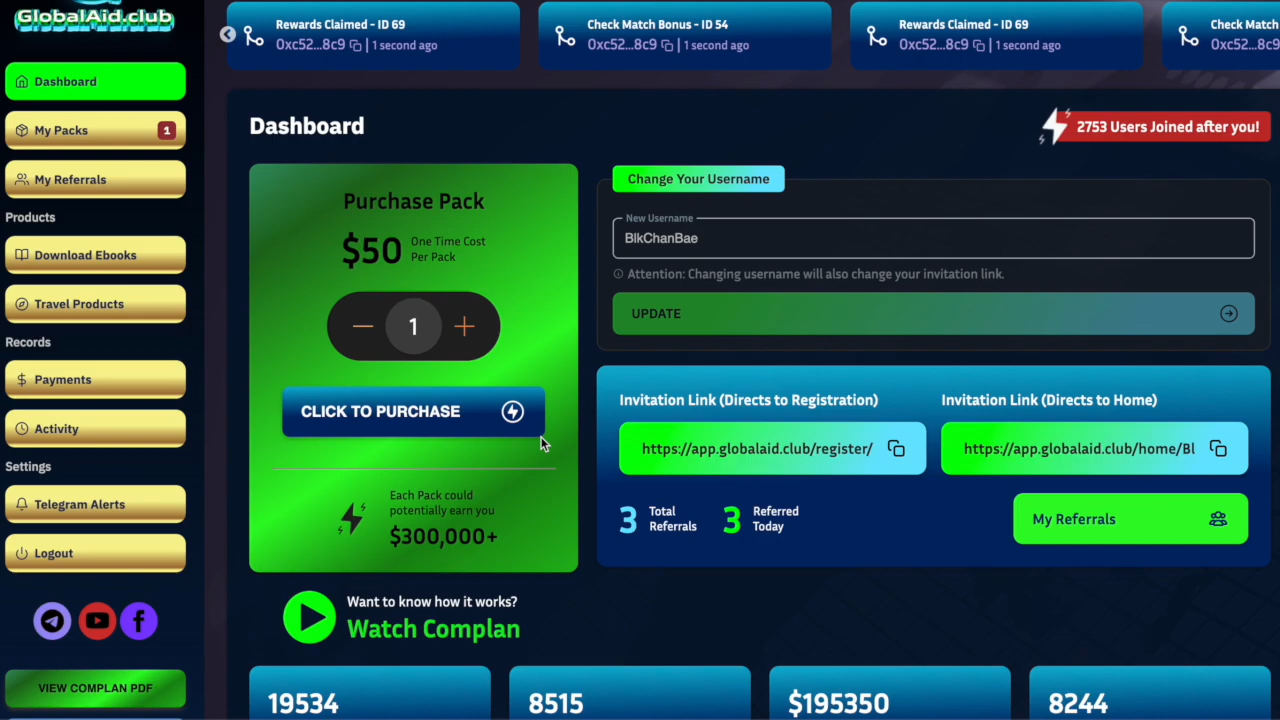 GlobalAid.club
Rewards Claimed - ID 69
0xc52...8c9 | 1 second ago
Check Match Bonus - ID 54
0xc52...8c9 | 1 second ago
Rewards Claimed - ID 69
0xc52...8c9 | 1 second ago
Check Match
0xc52...8c9
Dashboard
My Packs
1
My Referrals
Products
Download Ebooks
Travel Products
Records
Payments
Activity
Settings
Telegram Alerts
Logout
VIEW COMPLAN PDF
Dashboard
2753 Users Joined after you!
Purchase Pack
$50
One Time Cost
Per Pack
1
CLICK TO PURCHASE
Each Pack could
potentially earn you
$300,000+
Change Your Username
New Username
BlkChanBae
Attention: Changing username will also change your invitation link.
UPDATE
Invitation Link (Directs to Registration)
https://app.globalaid.club/register/
Invitation Link (Directs to Home)
https://app.globalaid.club/home/Bl
3
Total
Referrals
3
Referred
Today
My Referrals
Want to know how it works?
Watch Complan
19534
8515
$195350
8244